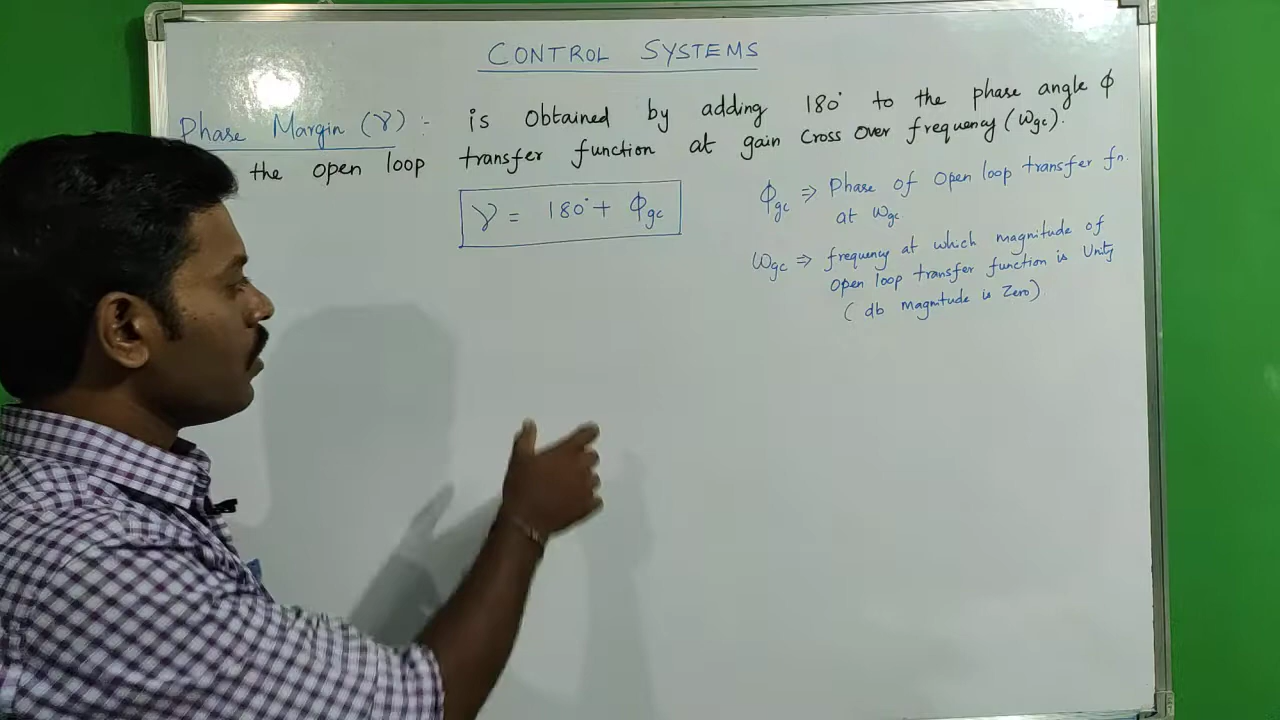 CONTROL SYSTEMS
Phase Margin (γ) :- is obtained by adding 180° to the phase angle ϕ
the open loop transfer function at gain cross over frequency (ωgc).
γ = 180° + ϕgc
ϕgc ⇒ Phase of open loop transfer fn.
at ωgc
ωgc ⇒ frequency at which magnitude of
open loop transfer function is Unity
( db magnitude is Zero)